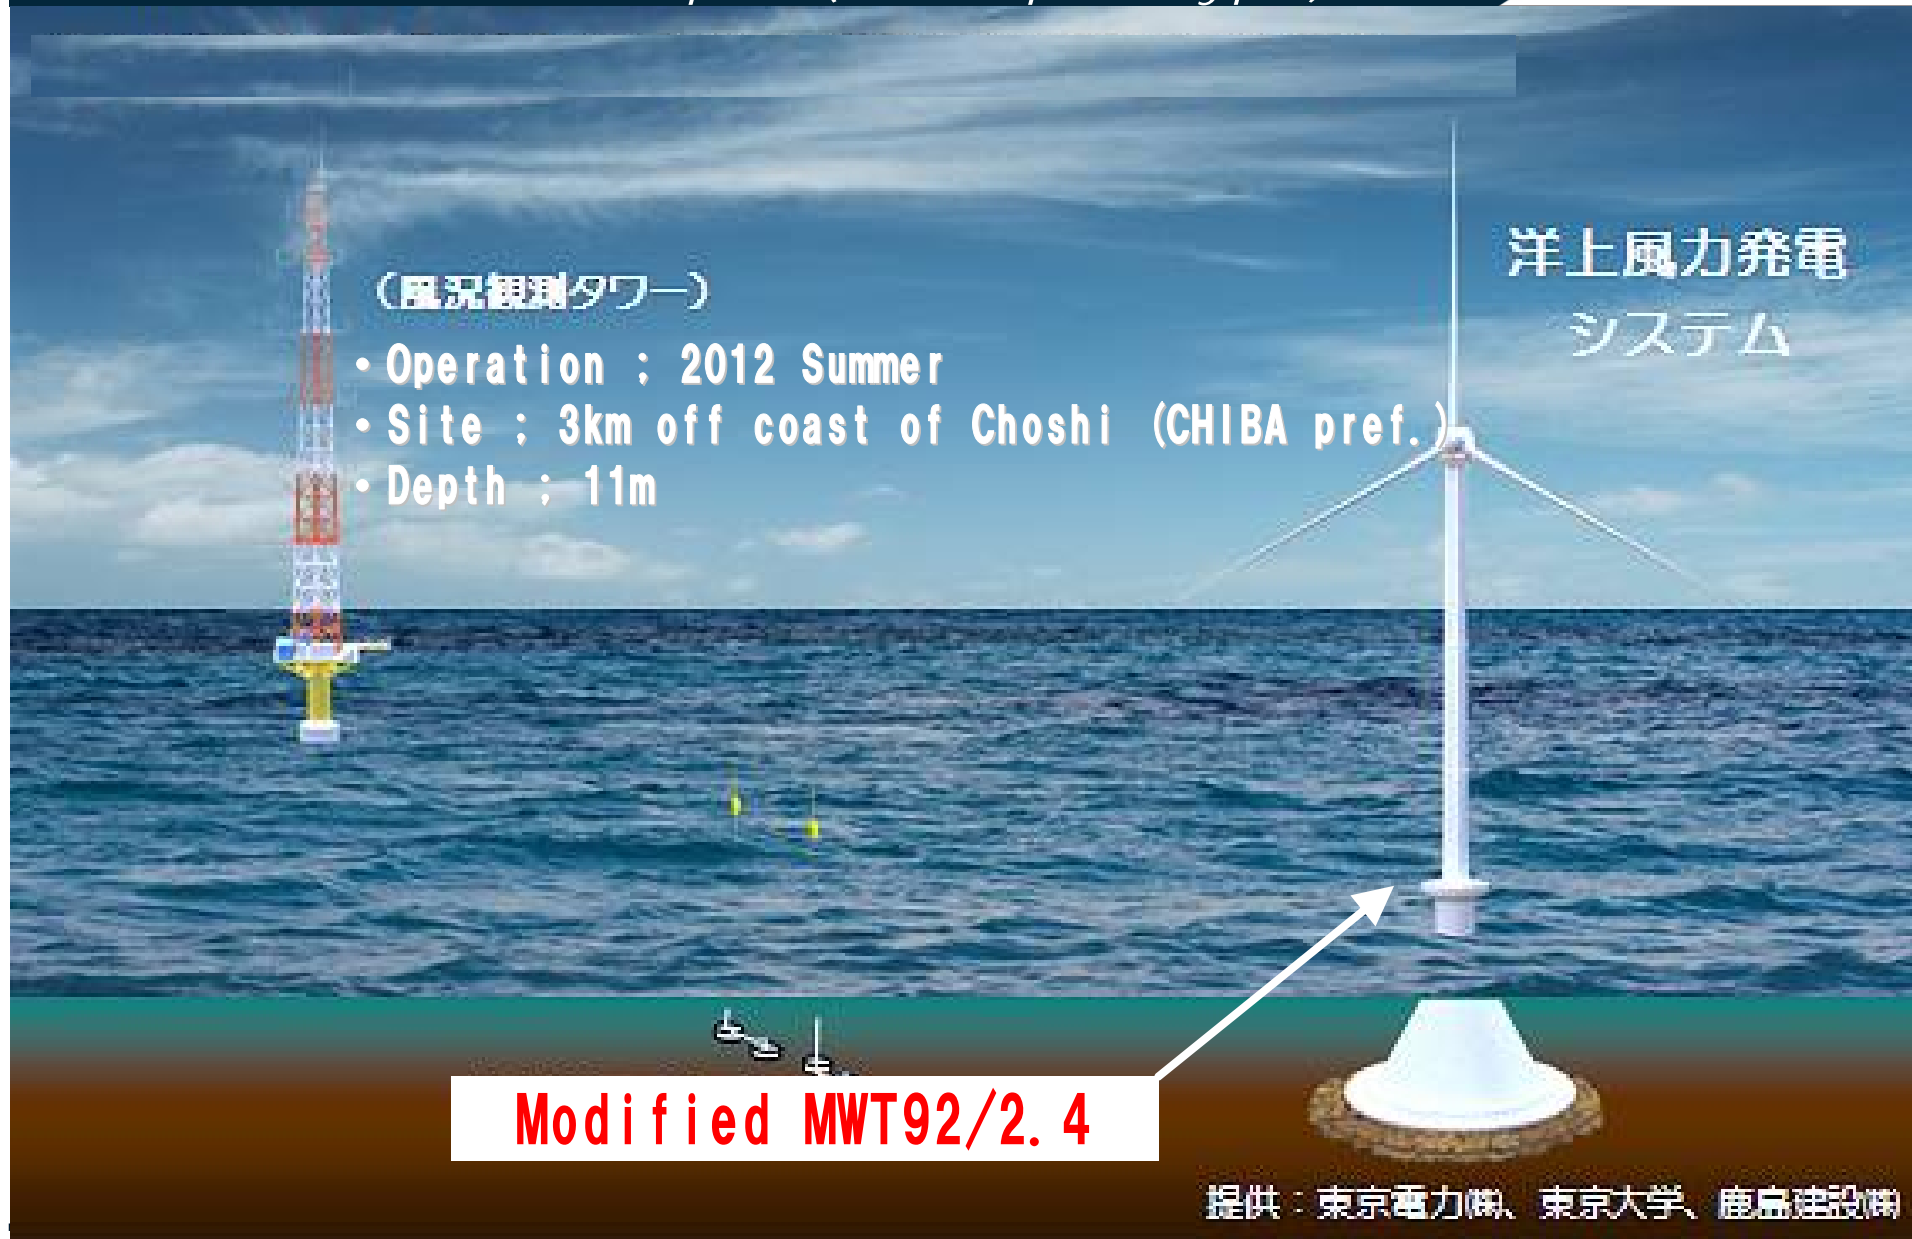 洋上風力発電
システム
（風況観測タワー）
・Operation ; 2012 Summer
・Site ; 3km off coast of Choshi (CHIBA pref.)
・Depth ; 11m
Modified MWT92/2.4
提供：東京電力㈱、東京大学、鹿島建設㈱